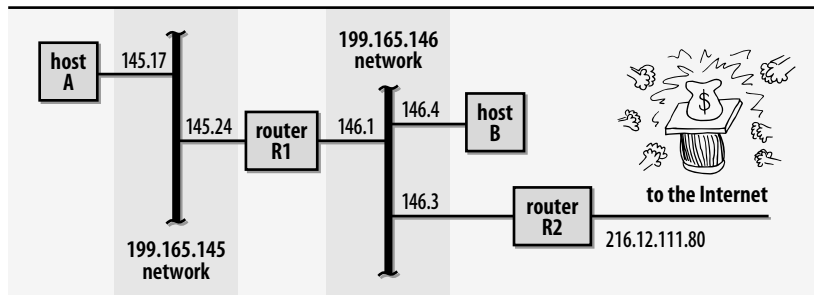 host
A
145.17
199.165.145
network
145.24
router
R1
199.165.146
network
146.1
146.4
host
B
146.3
router
R2
$
to the Internet
216.12.111.80